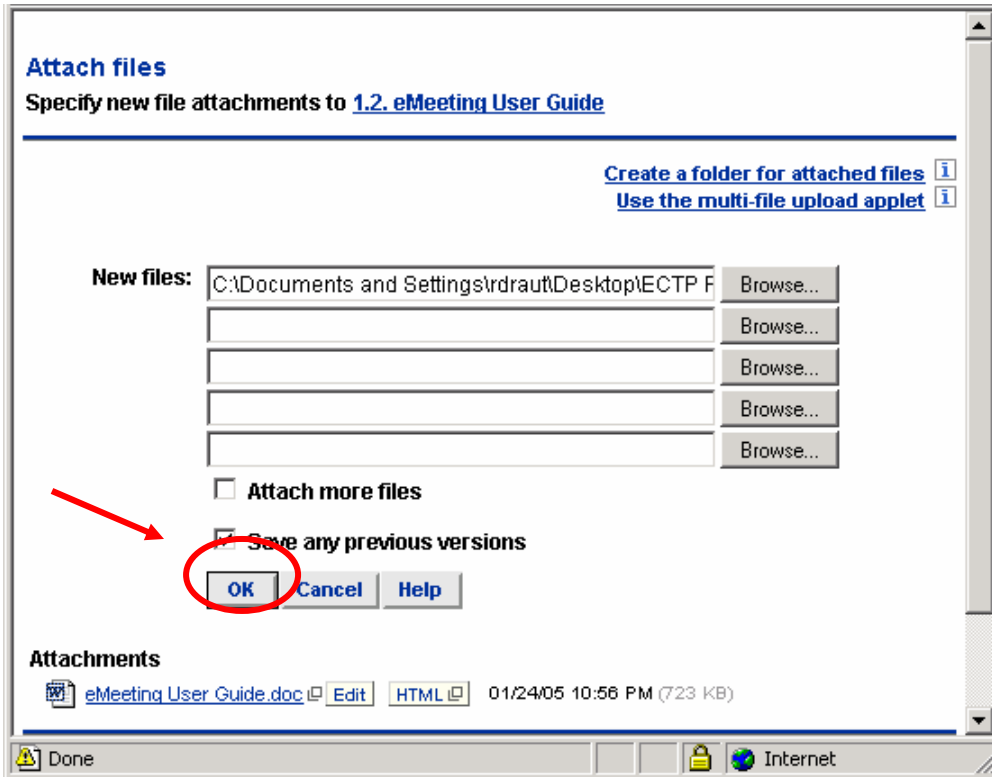 Attach files
Specify new file attachments to 1.2. eMeeting User Guide
Create a folder for attached files i
Use the multi-file upload applet i
New files: C:\Documents and Settings\rdraut\Desktop\ECTP F Browse...
Browse...
Browse...
Browse...
Browse...
Attach more files
Save any previous versions
OK Cancel Help
Attachments
eMeeting User Guide.doc Edit HTML 01/24/05 10:56 PM (723 KB)
Done Internet